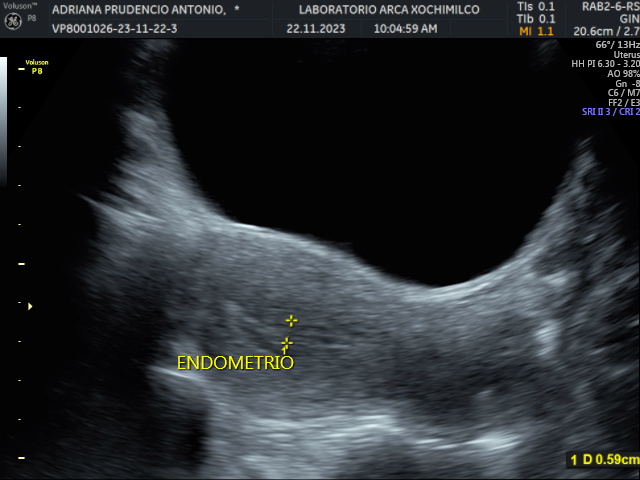 Voluson™
P8
ADRIANA PRUDENCIO ANTONIO, *
LABORATORIO ARCA XOCHIMILCO
TIs 0.1
RAB2-6-RS
VP8001026-23-11-22-3
22.11.2023
10:04:59 AM
TIb 0.1
GIN
MI 1.1
20.6cm / 2.7
66°/ 13Hz
Uterus
HH PI 6.30 - 3.20
AO 98%
Gn -8
C6 / M7
FF2 / E3
SRI II 3 / CRI 2
Voluson
P8
1
ENDOMETRIO
1 D 0.59cm